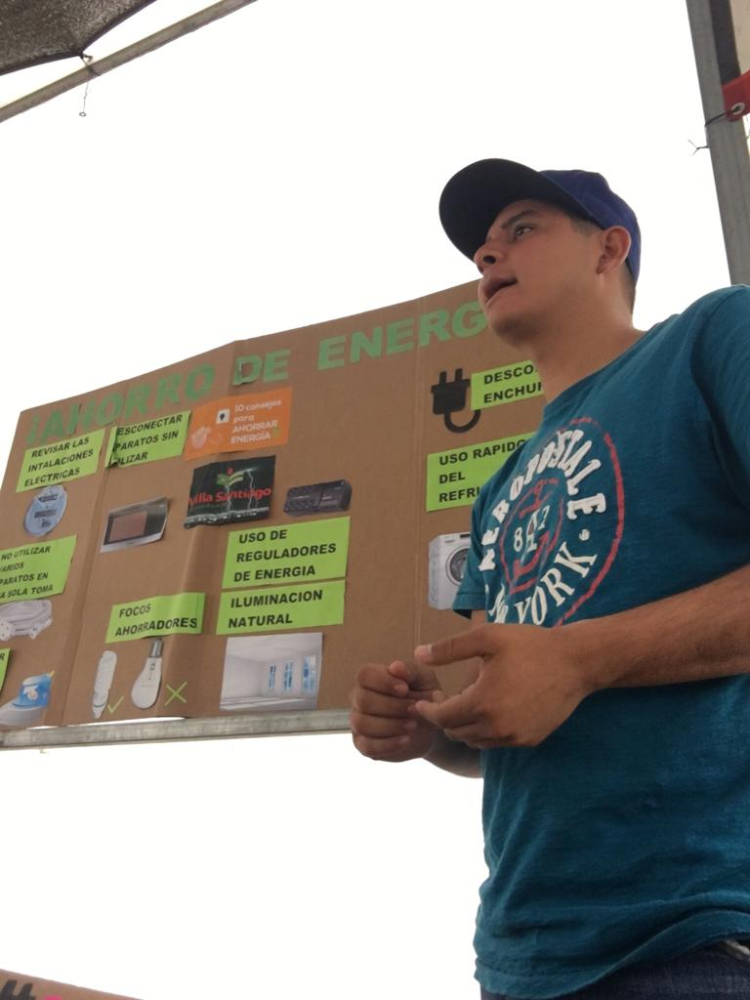 ¡AHORRO DE ENERG
REVISAR LAS
INTALACIONES
ELECTRICAS
ESCONECTAR
PARATOS SIN
ILIZAR
10 consejos
para
AHORRAR
ENERGÍA
DESCO
ENCHU
Villa Santiago
USO RAPIDO
DEL
REFRI
NO UTILIZAR
VARIOS
PARATOS EN
A SOLA TOMA
USO DE
REGULADORES
DE ENERGIA
FOCOS
AHORRADORES
ILUMINACION
NATURAL
AEROPOSTALE
87
YORK